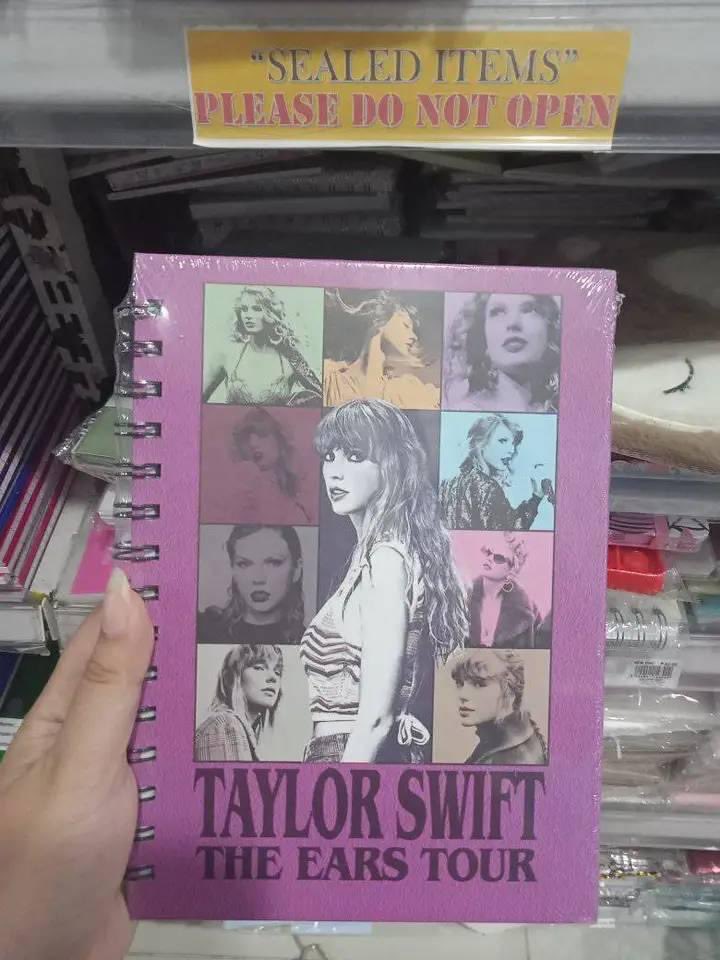 “SEALED ITEMS”
PLEASE DO NOT OPEN
TAYLOR SWIFT
THE EARS TOUR